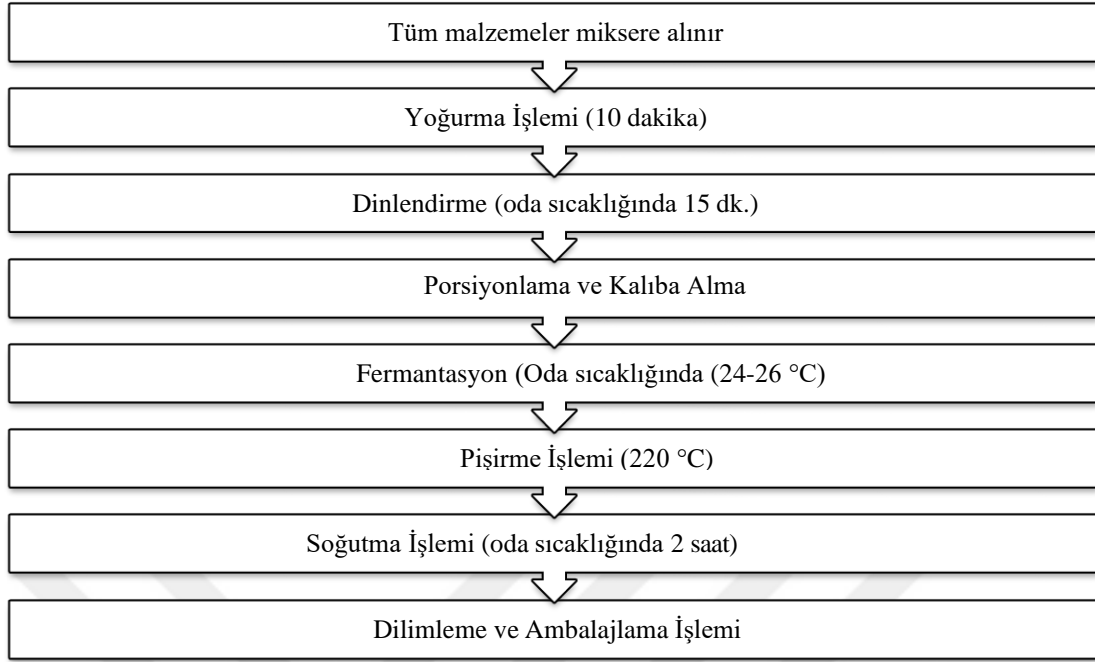 Tüm malzemeler miksere alınır
Yoğurma İşlemi (10 dakika)
Dinlendirme (oda sıcaklığında 15 dk.)
Porsiyonlama ve Kalıba Alma
Fermantasyon (Oda sıcaklığında (24-26 °C)
Pişirme İşlemi (220 °C)
Soğutma İşlemi (oda sıcaklığında 2 saat)
Dilimleme ve Ambalajlama İşlemi